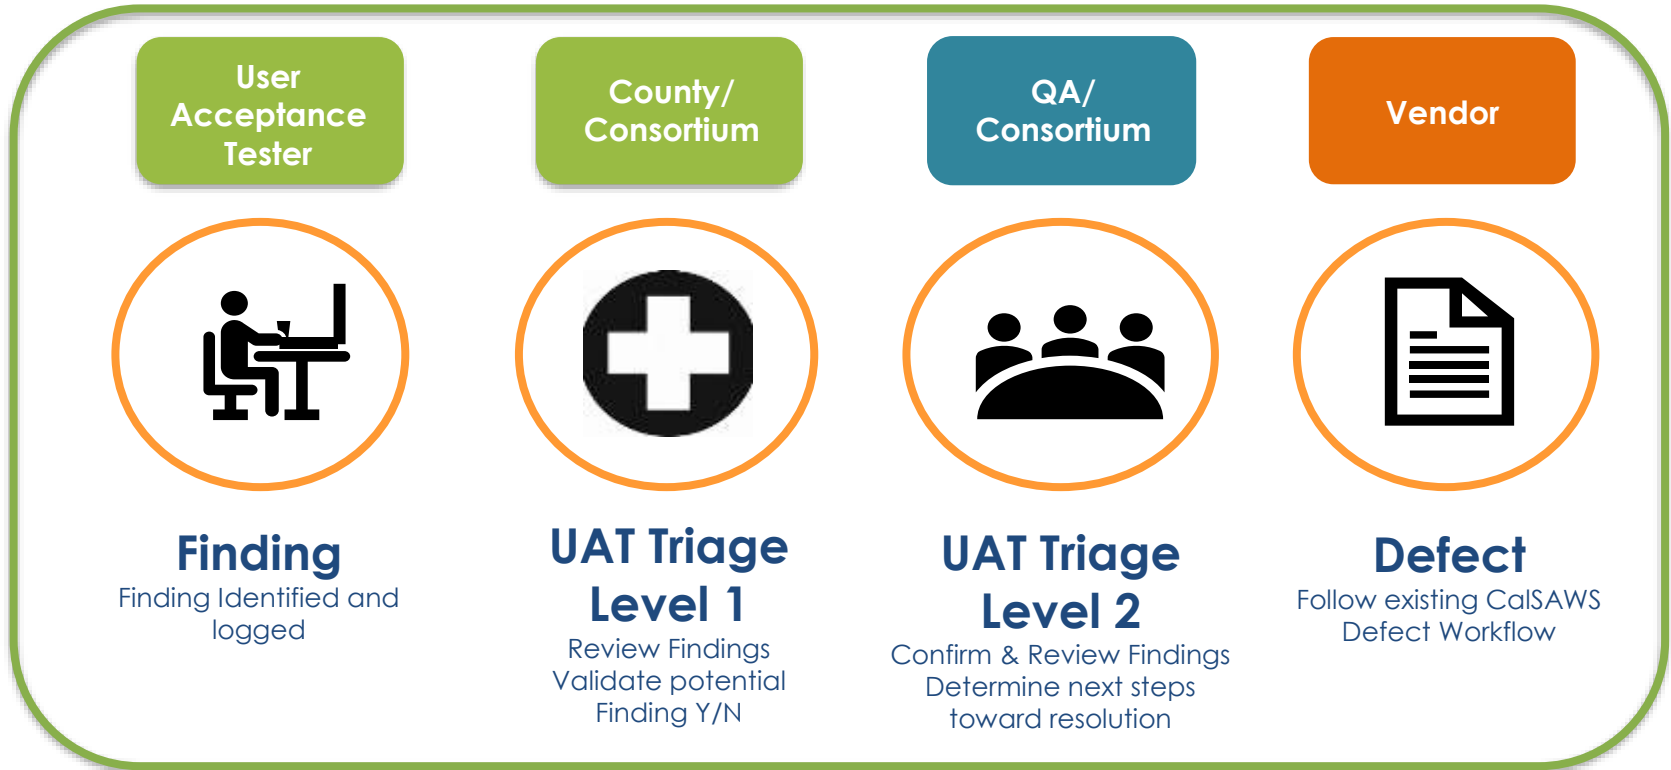 User
Acceptance
Tester
County/
Consortium
QA/
Consortium
Vendor
Finding
Finding Identified and
logged
UAT Triage
Level 1
Review Findings
Validate potential
Finding Y/N
UAT Triage
Level 2
Confirm & Review Findings
Determine next steps
toward resolution
Defect
Follow existing CalSAWS
Defect Workflow